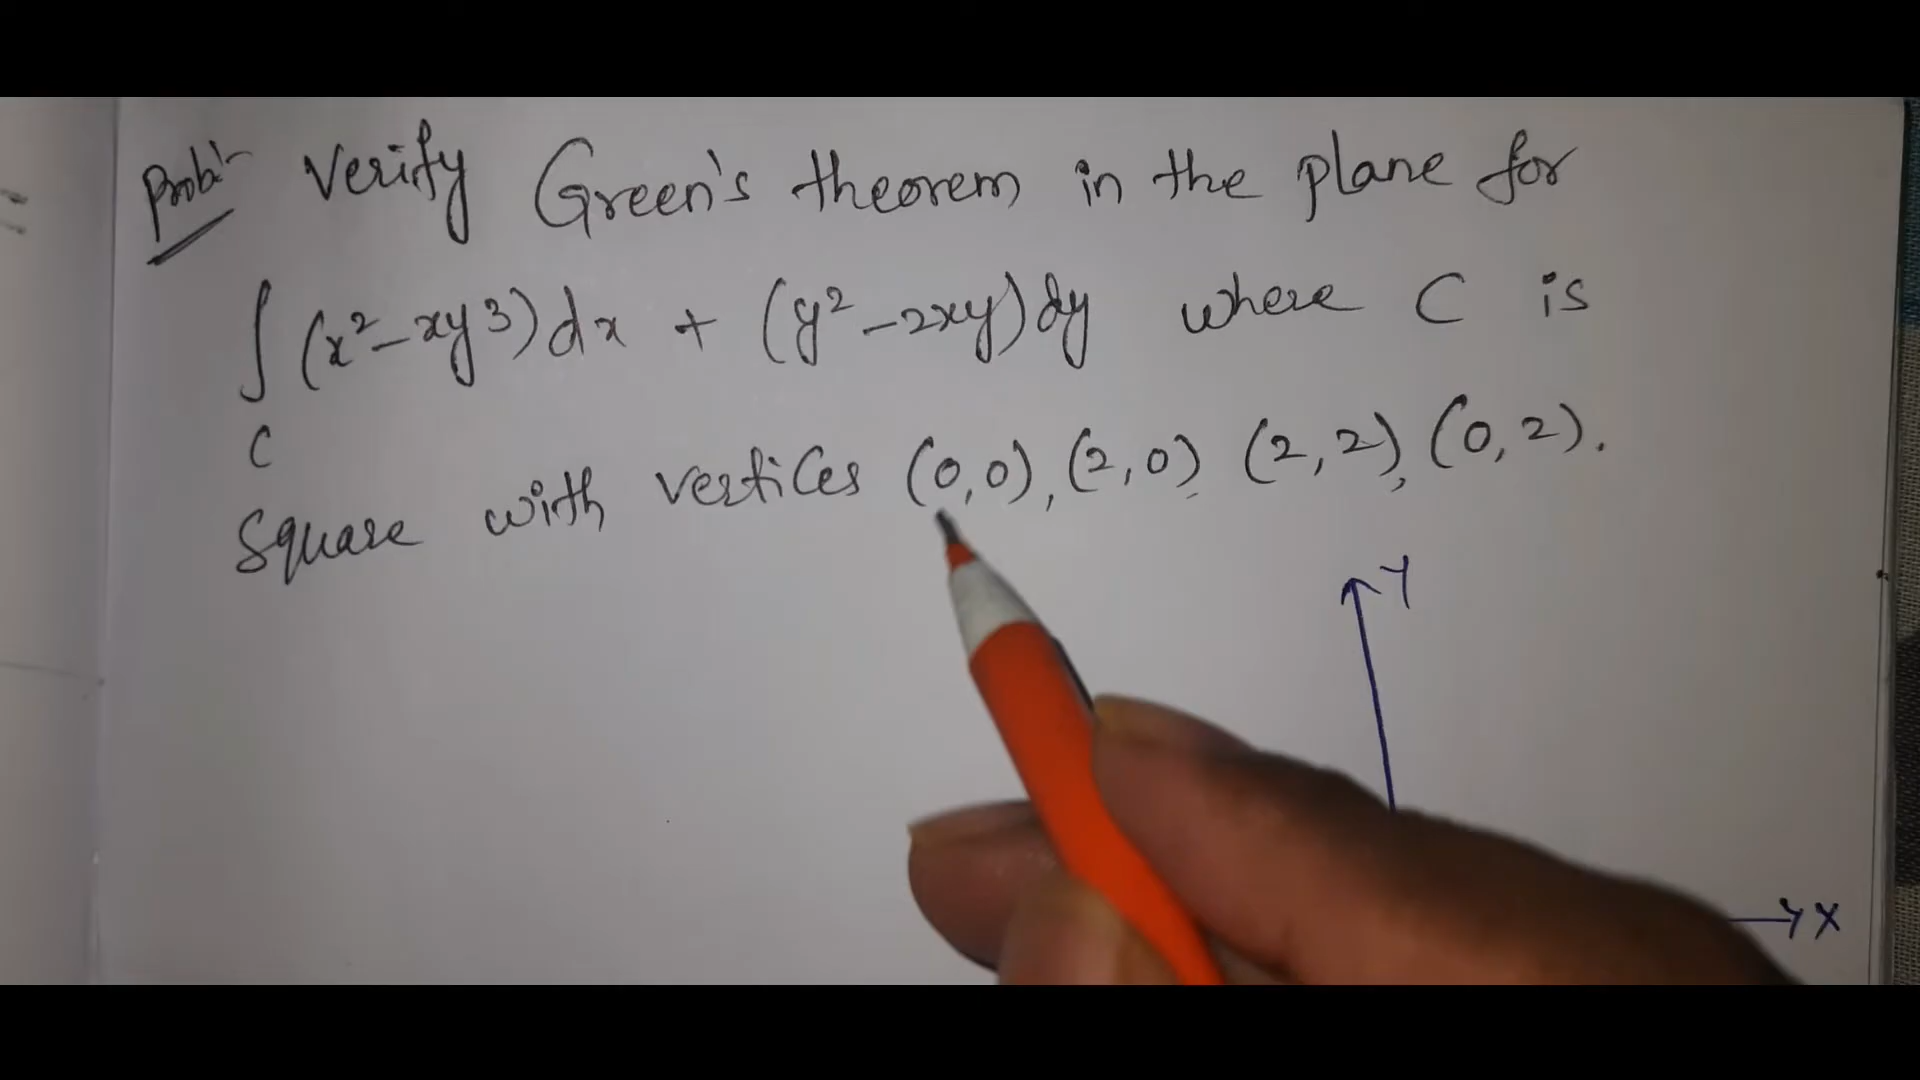 Prob:- Verify Green's theorem in the plane for
∫ (x²-xy³)dx + (y²-2xy)dy where C is
C
Square with vertices (0,0), (2,0), (2,2), (0,2).
Y
X